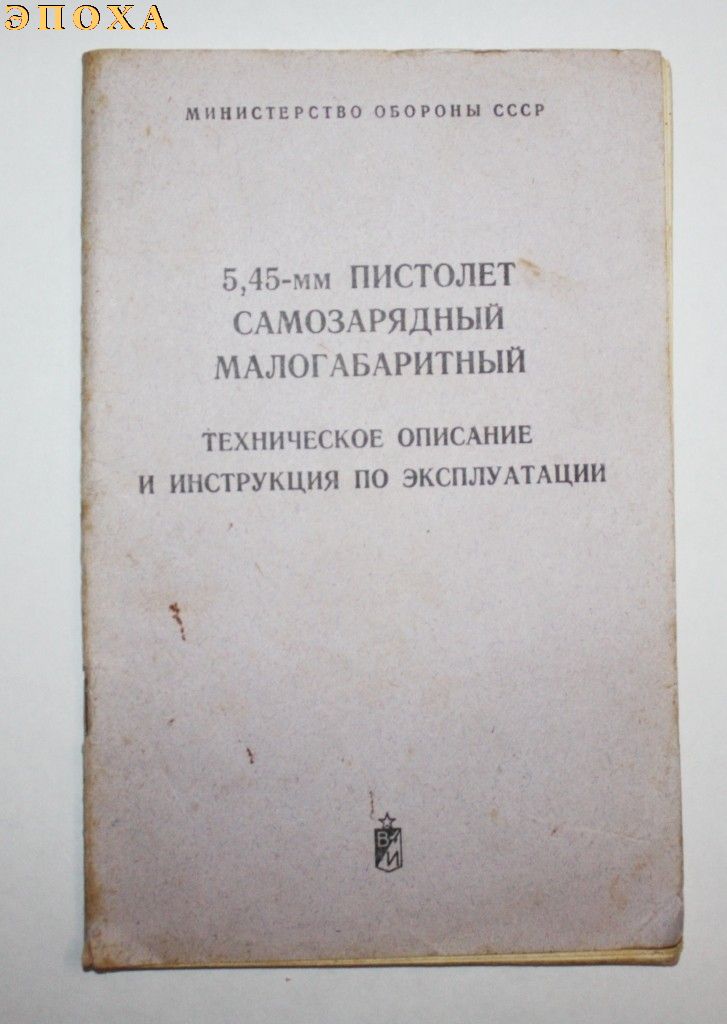 ЭПОХА
МИНИСТЕРСТВО ОБОРОНЫ СССР
5,45-мм ПИСТОЛЕТ
САМОЗАРЯДНЫЙ
МАЛОГАБАРИТНЫЙ
ТЕХНИЧЕСКОЕ ОПИСАНИЕ
И ИНСТРУКЦИЯ ПО ЭКСПЛУАТАЦИИ
В
И